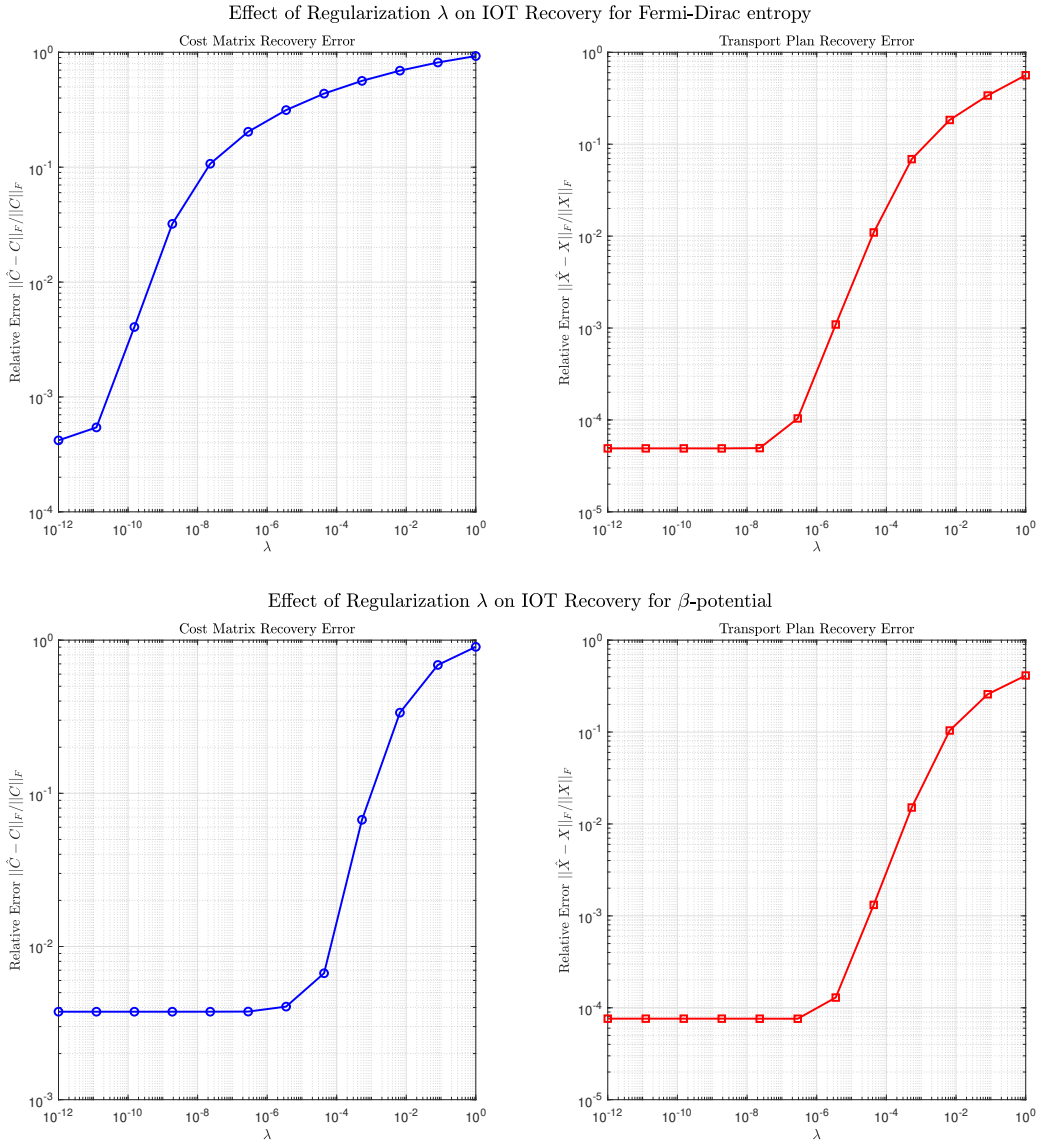 Effect of Regularization λ on IOT Recovery for Fermi-Dirac entropy
Cost Matrix Recovery Error
Relative Error ||Ĉ − C||_F/||C||_F
10^0
10^-1
10^-2
10^-3
10^-4
10^-12 10^-10 10^-8 10^-6 10^-4 10^-2 10^0
λ
Transport Plan Recovery Error
Relative Error ||X̂ − X||_F/||X||_F
10^0
10^-1
10^-2
10^-3
10^-4
10^-5
10^-12 10^-10 10^-8 10^-6 10^-4 10^-2 10^0
λ
Effect of Regularization λ on IOT Recovery for β-potential
Cost Matrix Recovery Error
Relative Error ||Ĉ − C||_F/||C||_F
10^0
10^-1
10^-2
10^-3
10^-12 10^-10 10^-8 10^-6 10^-4 10^-2 10^0
λ
Transport Plan Recovery Error
Relative Error ||X̂ − X||_F/||X||_F
10^0
10^-1
10^-2
10^-3
10^-4
10^-5
10^-12 10^-10 10^-8 10^-6 10^-4 10^-2 10^0
λ